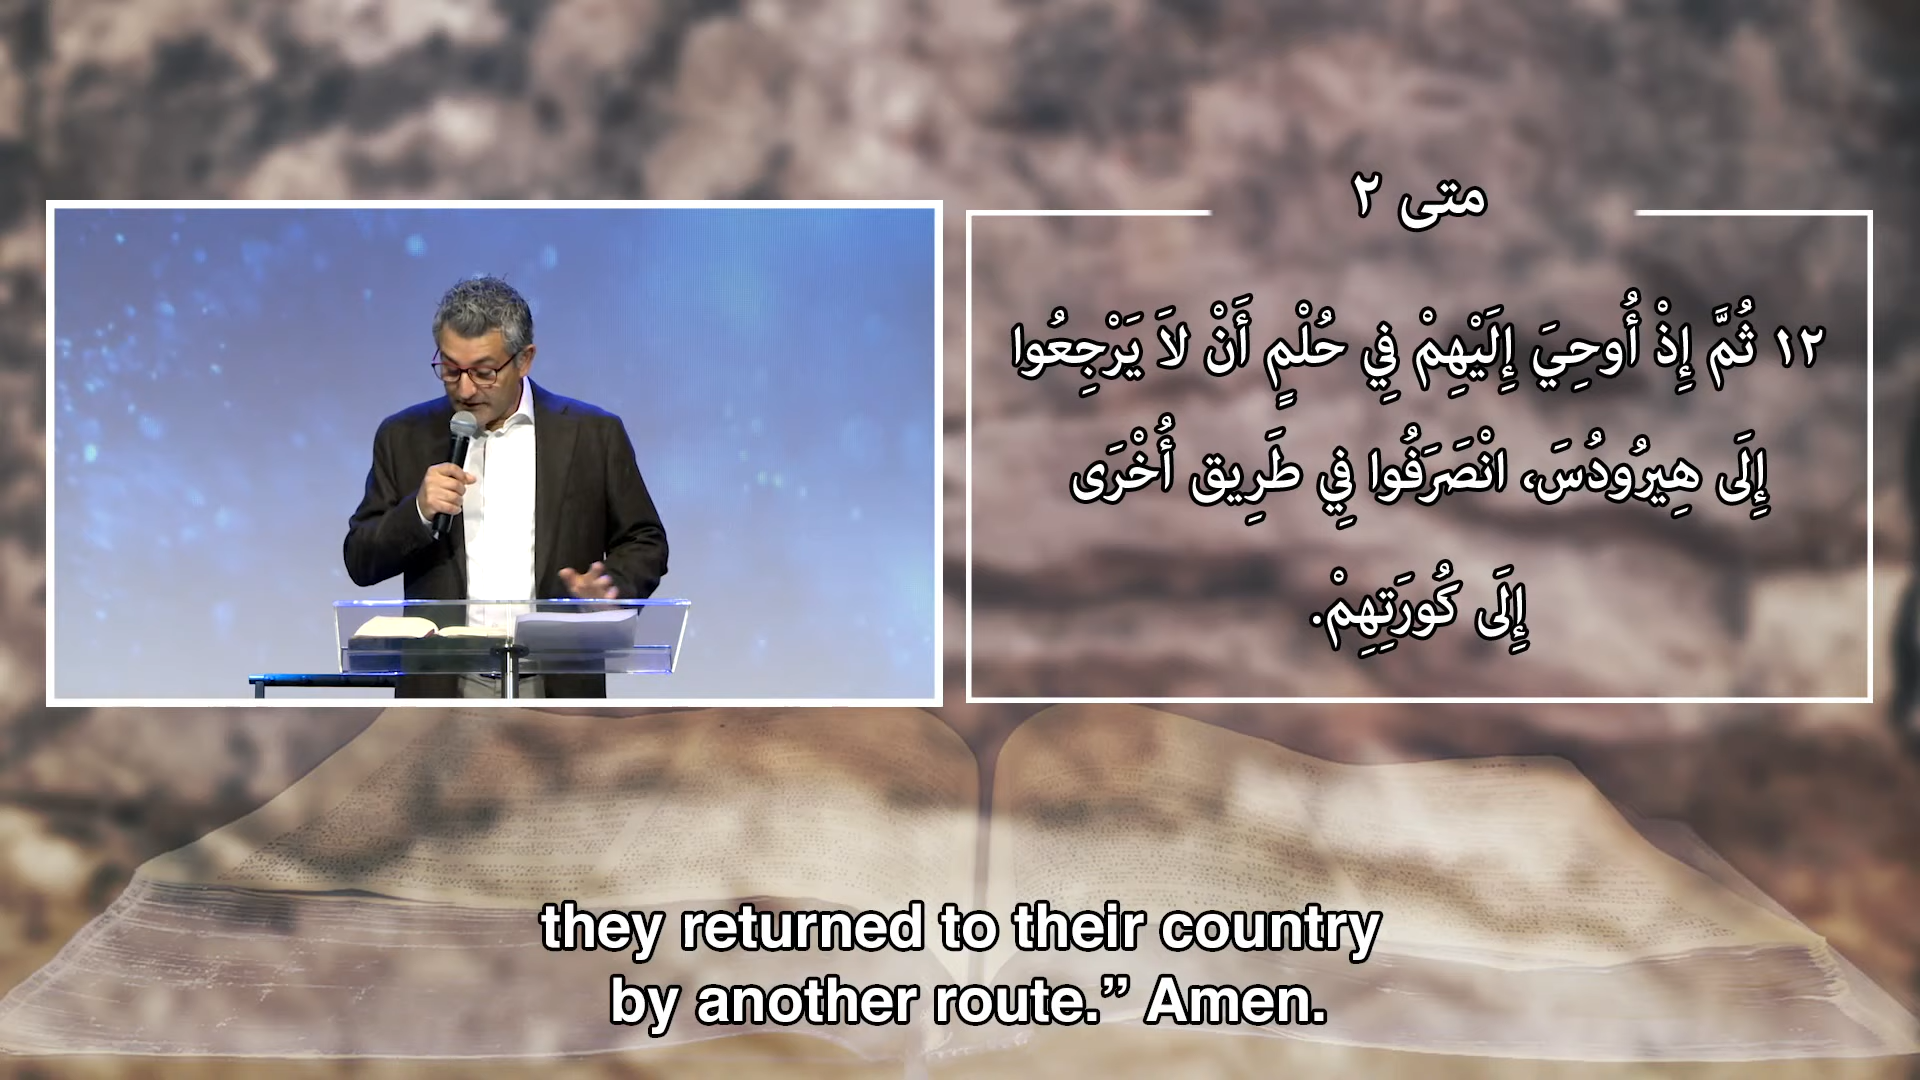 متى ٢
١٢ ثُمَّ إِذْ أُوحِيَ إِلَيْهِمْ فِي حُلْمٍ أَنْ لاَ يَرْجِعُوا
إِلَى هِيرُودُسَ، انْصَرَفُوا فِي طَرِيق أُخْرَى
إِلَى كُورَتِهِمْ.
they returned to their country
by another route.” Amen.